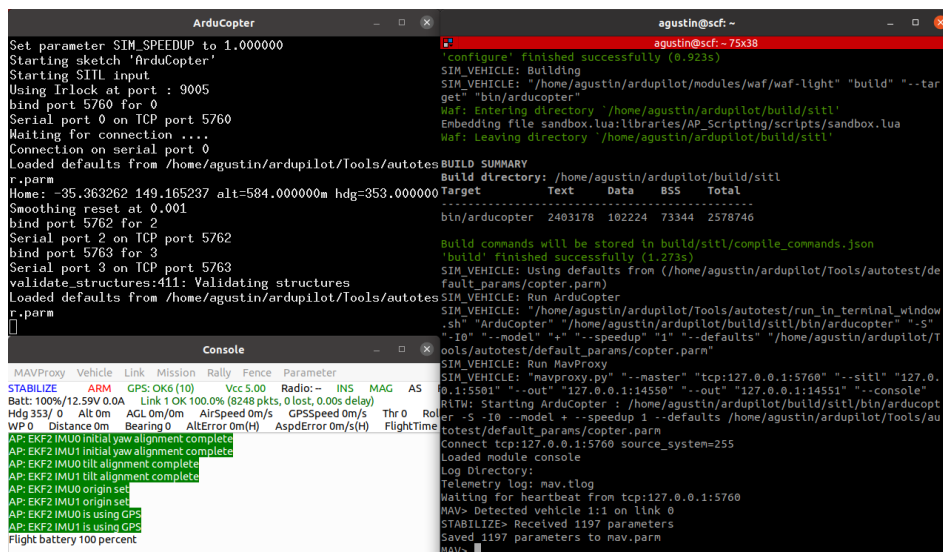 ArduCopter
Set parameter SIM_SPEEDUP to 1.000000
Starting sketch 'ArduCopter'
Starting SITL input
Using Irlock at port : 9005
bind port 5760 for 0
Serial port 0 on TCP port 5760
Waiting for connection ....
Connection on serial port 0
Loaded defaults from /home/agustin/ardupilot/Tools/autotes
r.parm
Home: -35.363262 149.165237 alt=584.000000m hdg=353.000000
Smoothing reset at 0.001
bind port 5762 for 2
Serial port 2 on TCP port 5762
bind port 5763 for 3
Serial port 3 on TCP port 5763
validate_structures:411: Validating structures
Loaded defaults from /home/agustin/ardupilot/Tools/autotes
r.parm
Console
MAVProxy Vehicle Link Mission Rally Fence Parameter
STABILIZE ARM GPS: OK6 (10) Vcc 5.00 Radio: -- INS MAG AS
Batt: 100%/12.59V 0.0A Link 1 OK 100.0% (8248 pkts, 0 lost, 0.00s delay)
Hdg 353/ 0 Alt 0m AGL 0m/0m AirSpeed 0m/s GPSSpeed 0m/s Thr 0 Rol
WP 0 Distance 0m Bearing 0 AltError 0m(H) AspdError 0m/s(H) FlightTime
AP: EKF2 IMU0 initial yaw alignment complete
AP: EKF2 IMU1 initial yaw alignment complete
AP: EKF2 IMU0 tilt alignment complete
AP: EKF2 IMU1 tilt alignment complete
AP: EKF2 IMU0 origin set
AP: EKF2 IMU1 origin set
AP: EKF2 IMU0 is using GPS
AP: EKF2 IMU1 is using GPS
Flight battery 100 percent
agustin@scf: ~
agustin@scf: ~ 75x38
'configure' finished successfully (0.923s)
SIM_VEHICLE: Building
SIM_VEHICLE: "/home/agustin/ardupilot/modules/waf/waf-light" "build" "--tar
get" "bin/arducopter"
Waf: Entering directory `/home/agustin/ardupilot/build/sitl'
Embedding file sandbox.lua:libraries/AP_Scripting/scripts/sandbox.lua
Waf: Leaving directory `/home/agustin/ardupilot/build/sitl'
BUILD SUMMARY
Build directory: /home/agustin/ardupilot/build/sitl
Target Text Data BSS Total
----------------------------------------------
bin/arducopter 2403178 102224 73344 2578746
Build commands will be stored in build/sitl/compile_commands.json
'build' finished successfully (1.273s)
SIM_VEHICLE: Using defaults from (/home/agustin/ardupilot/Tools/autotest/de
fault_params/copter.parm)
SIM_VEHICLE: Run ArduCopter
SIM_VEHICLE: "/home/agustin/ardupilot/Tools/autotest/run_in_terminal_window
.sh" "ArduCopter" "/home/agustin/ardupilot/build/sitl/bin/arducopter" "-S"
"-I0" "--model" "+" "--speedup" "1" "--defaults" "/home/agustin/ardupilot/T
ools/autotest/default_params/copter.parm"
SIM_VEHICLE: Run MavProxy
SIM_VEHICLE: "mavproxy.py" "--master" "tcp:127.0.0.1:5760" "--sitl" "127.0.
0.1:5501" "--out" "127.0.0.1:14550" "--out" "127.0.0.1:14551" "--console"
RiTW: Starting ArduCopter : /home/agustin/ardupilot/build/sitl/bin/arducopt
er -S -I0 --model + --speedup 1 --defaults /home/agustin/ardupilot/Tools/au
totest/default_params/copter.parm
Connect tcp:127.0.0.1:5760 source_system=255
Loaded module console
Log Directory:
Telemetry log: mav.tlog
Waiting for heartbeat from tcp:127.0.0.1:5760
MAV> Detected vehicle 1:1 on link 0
STABILIZE> Received 1197 parameters
Saved 1197 parameters to mav.parm
MAV>